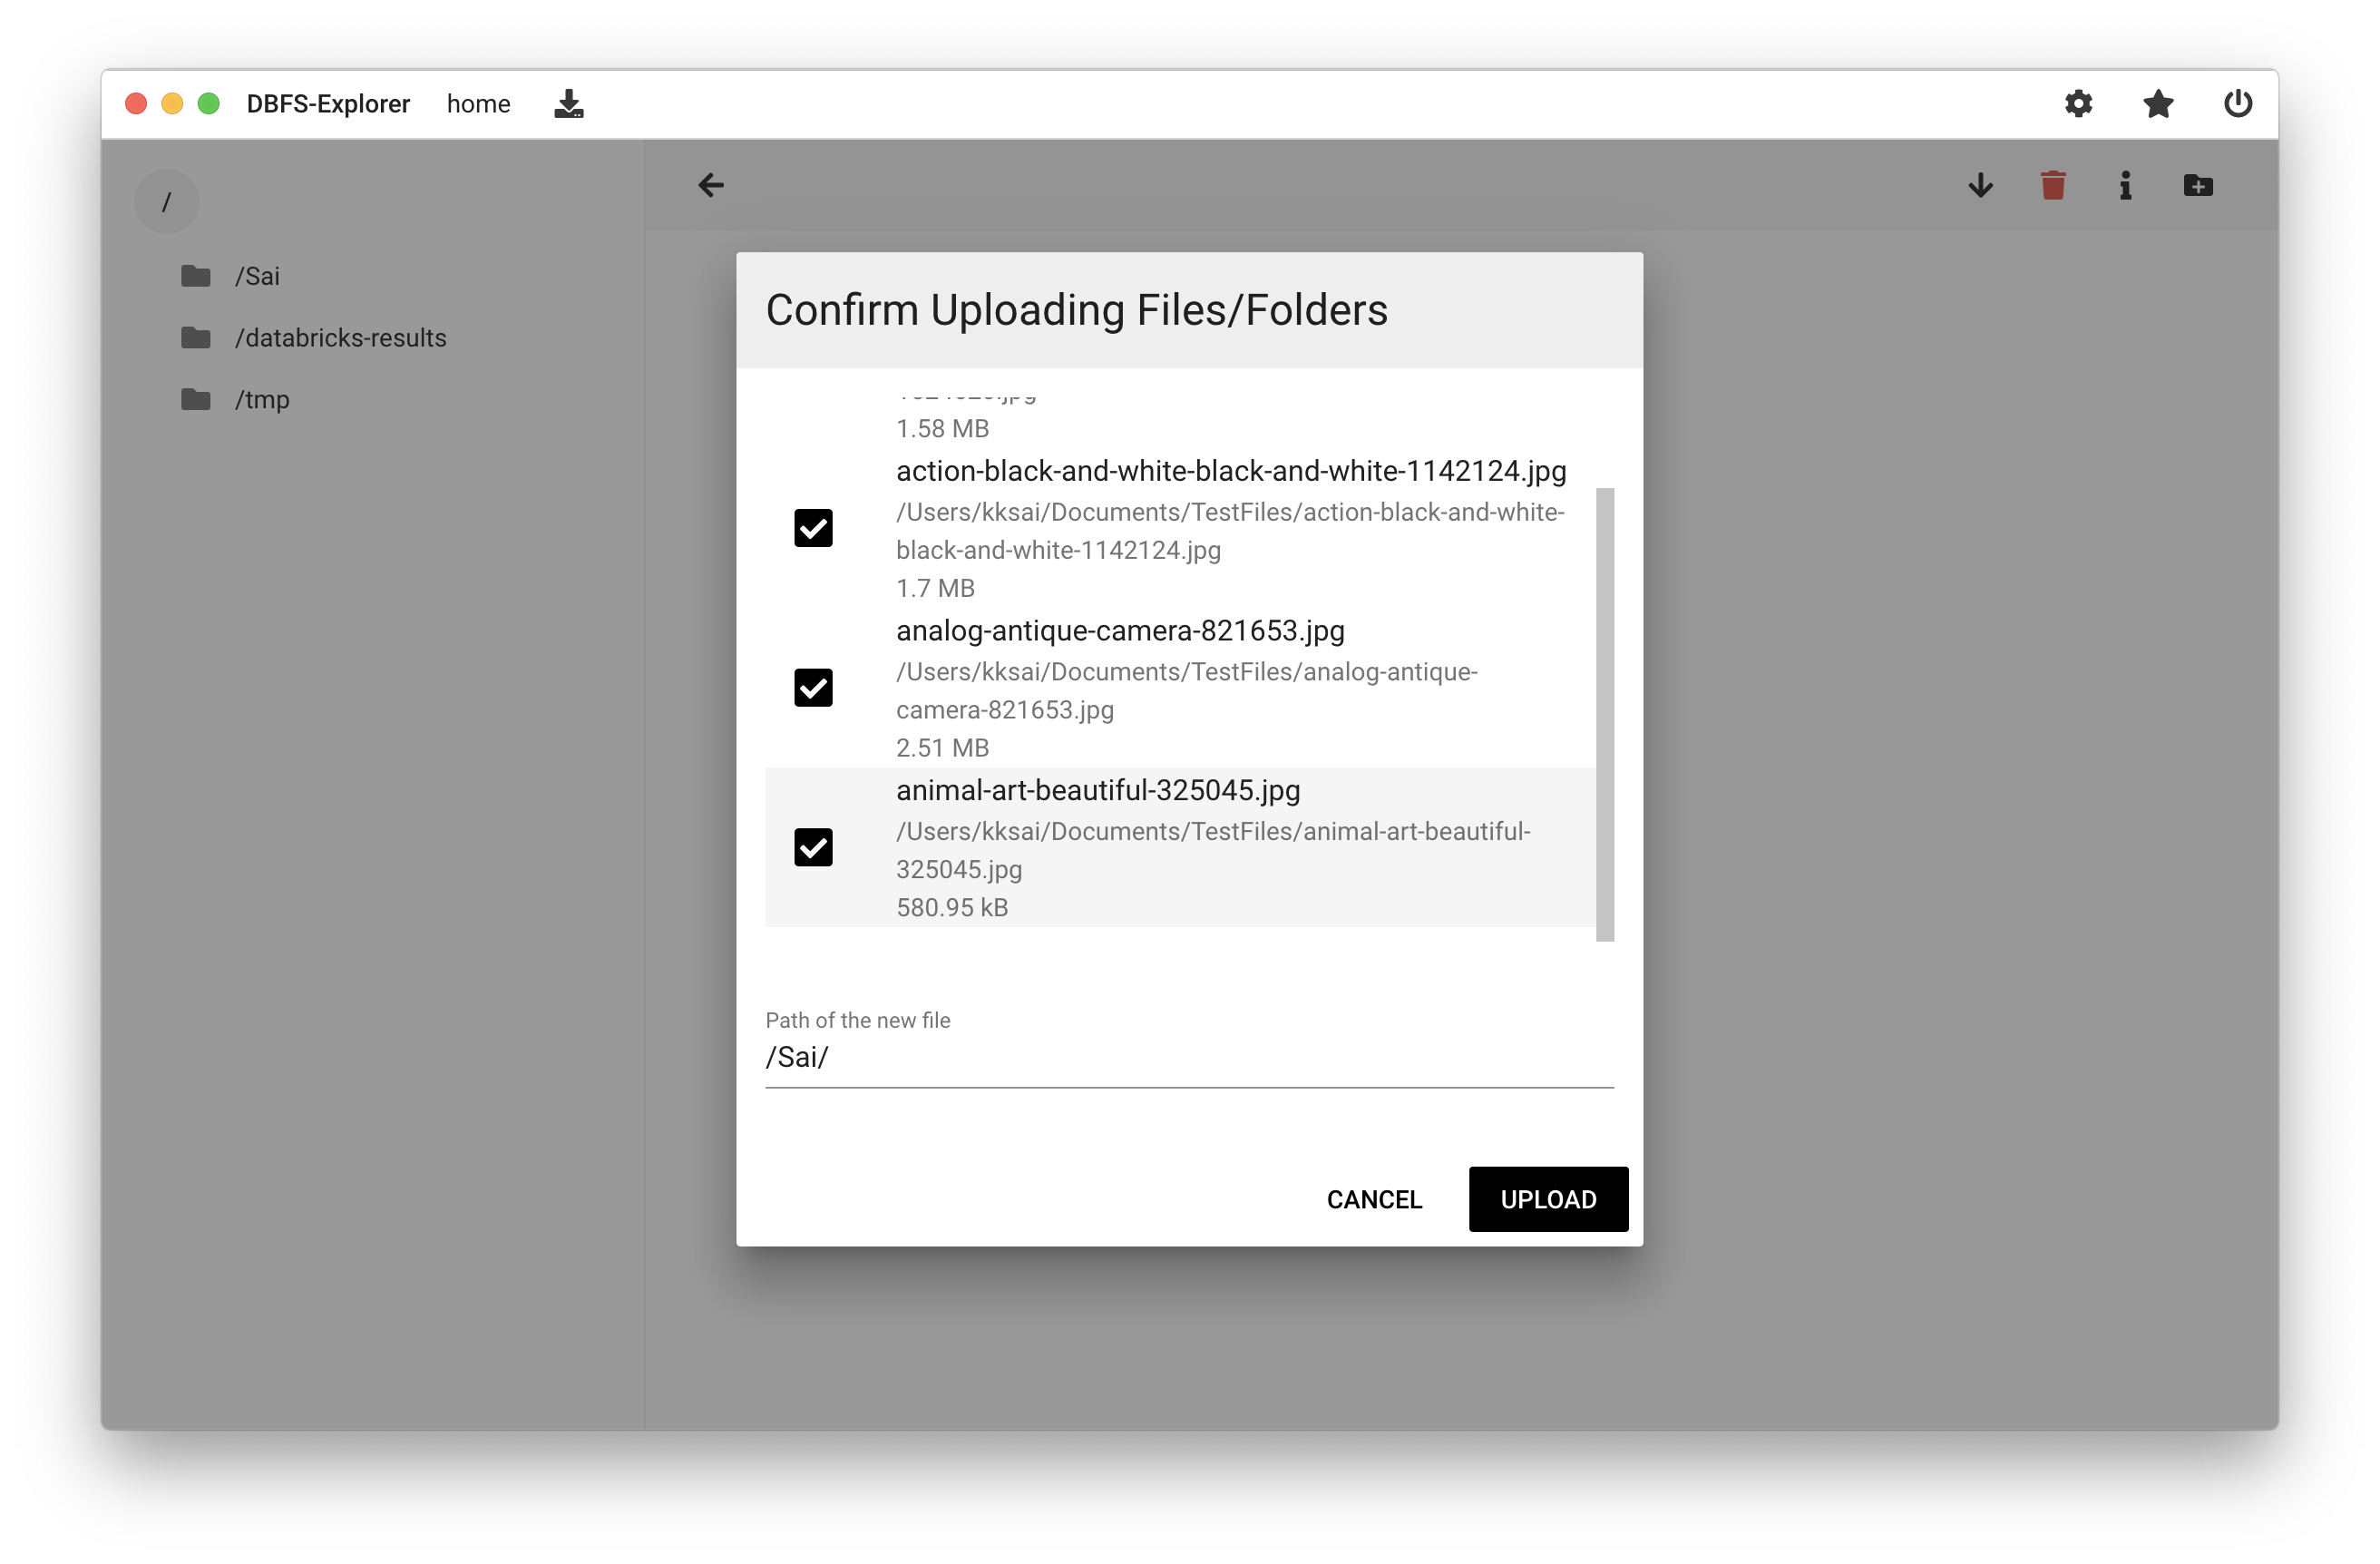 DBFS-Explorer home
/
/Sai
/databricks-results
/tmp
Confirm Uploading Files/Folders
1.58 MB
action-black-and-white-black-and-white-1142124.jpg
/Users/kksai/Documents/TestFiles/action-black-and-white-
black-and-white-1142124.jpg
1.7 MB
analog-antique-camera-821653.jpg
/Users/kksai/Documents/TestFiles/analog-antique-
camera-821653.jpg
2.51 MB
animal-art-beautiful-325045.jpg
/Users/kksai/Documents/TestFiles/animal-art-beautiful-
325045.jpg
580.95 kB
Path of the new file
/Sai/
CANCEL UPLOAD